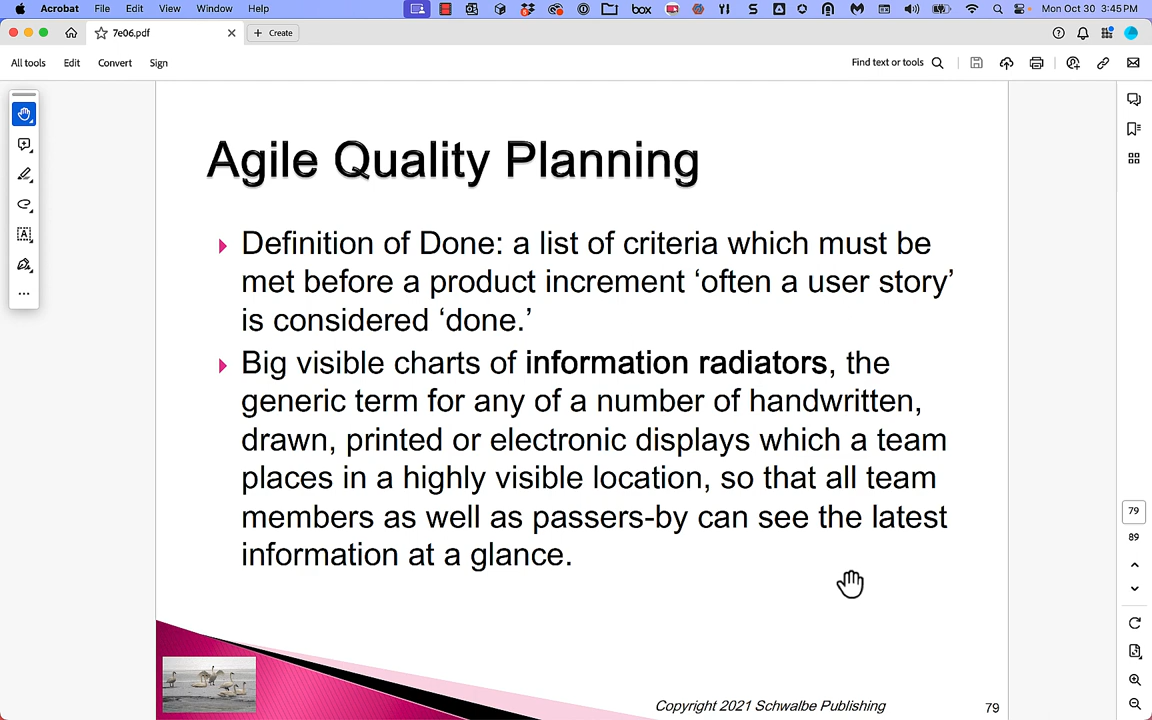 Acrobat File Edit View Window Help
box
Mon Oct 30 3:45PM
7e06.pdf
Create
All tools Edit Convert Sign
Find text or tools
Agile Quality Planning
Definition of Done: a list of criteria which must be
met before a product increment ‘often a user story’
is considered ‘done.’
Big visible charts of information radiators, the
generic term for any of a number of handwritten,
drawn, printed or electronic displays which a team
places in a highly visible location, so that all team
members as well as passers-by can see the latest
information at a glance.
79
89
Copyright 2021 Schwalbe Publishing
79